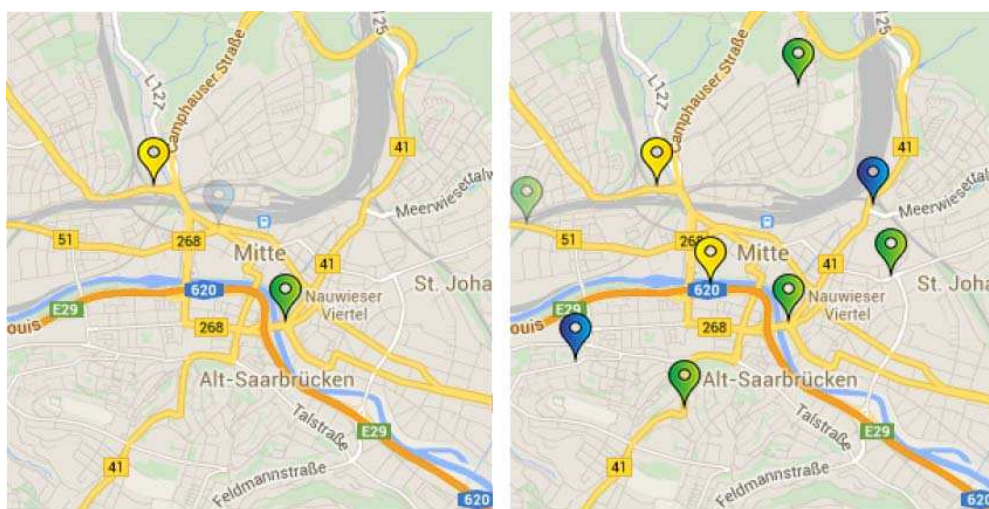 L127
Camphauser Straße
125
41
Meerwiesertalw
51
268
Mitte
41
620
St. Joha
Nauwieser
Viertel
E29
ouis
268
Alt-Saarbrücken
Talstraße
E29
41
Feldmannstraße
620
L127
Camphauser Straße
125
41
Meerwiesertalw
51
268
Mitte
41
620
St. Joha
Nauwieser
Viertel
E29
ouis
268
Alt-Saarbrücken
Talstraße
E29
41
Feldmannstraße
620